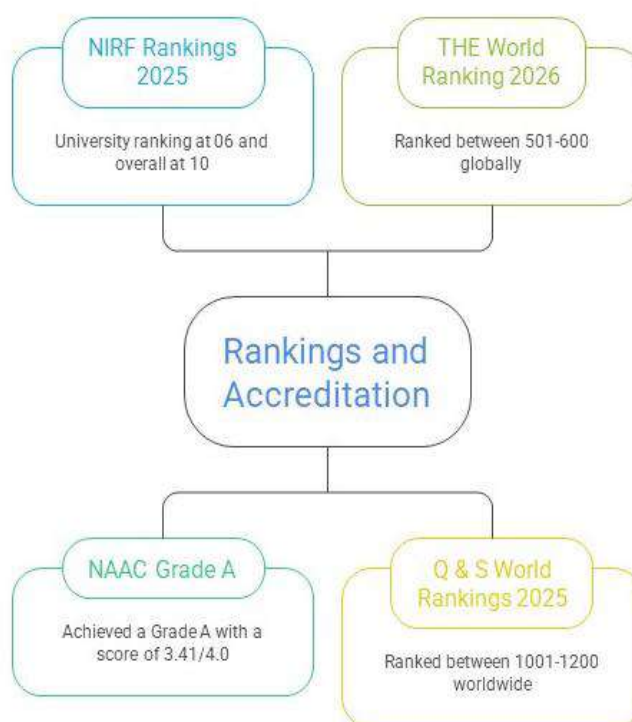 NIRF Rankings
2025
University ranking at 06 and
overall at 10
THE World
Ranking 2026
Ranked between 501-600
globally
Rankings and
Accreditation
NAAC Grade A
Achieved a Grade A with a
score of 3.41/4.0
Q & S World
Rankings 2025
Ranked between 1001-1200
worldwide